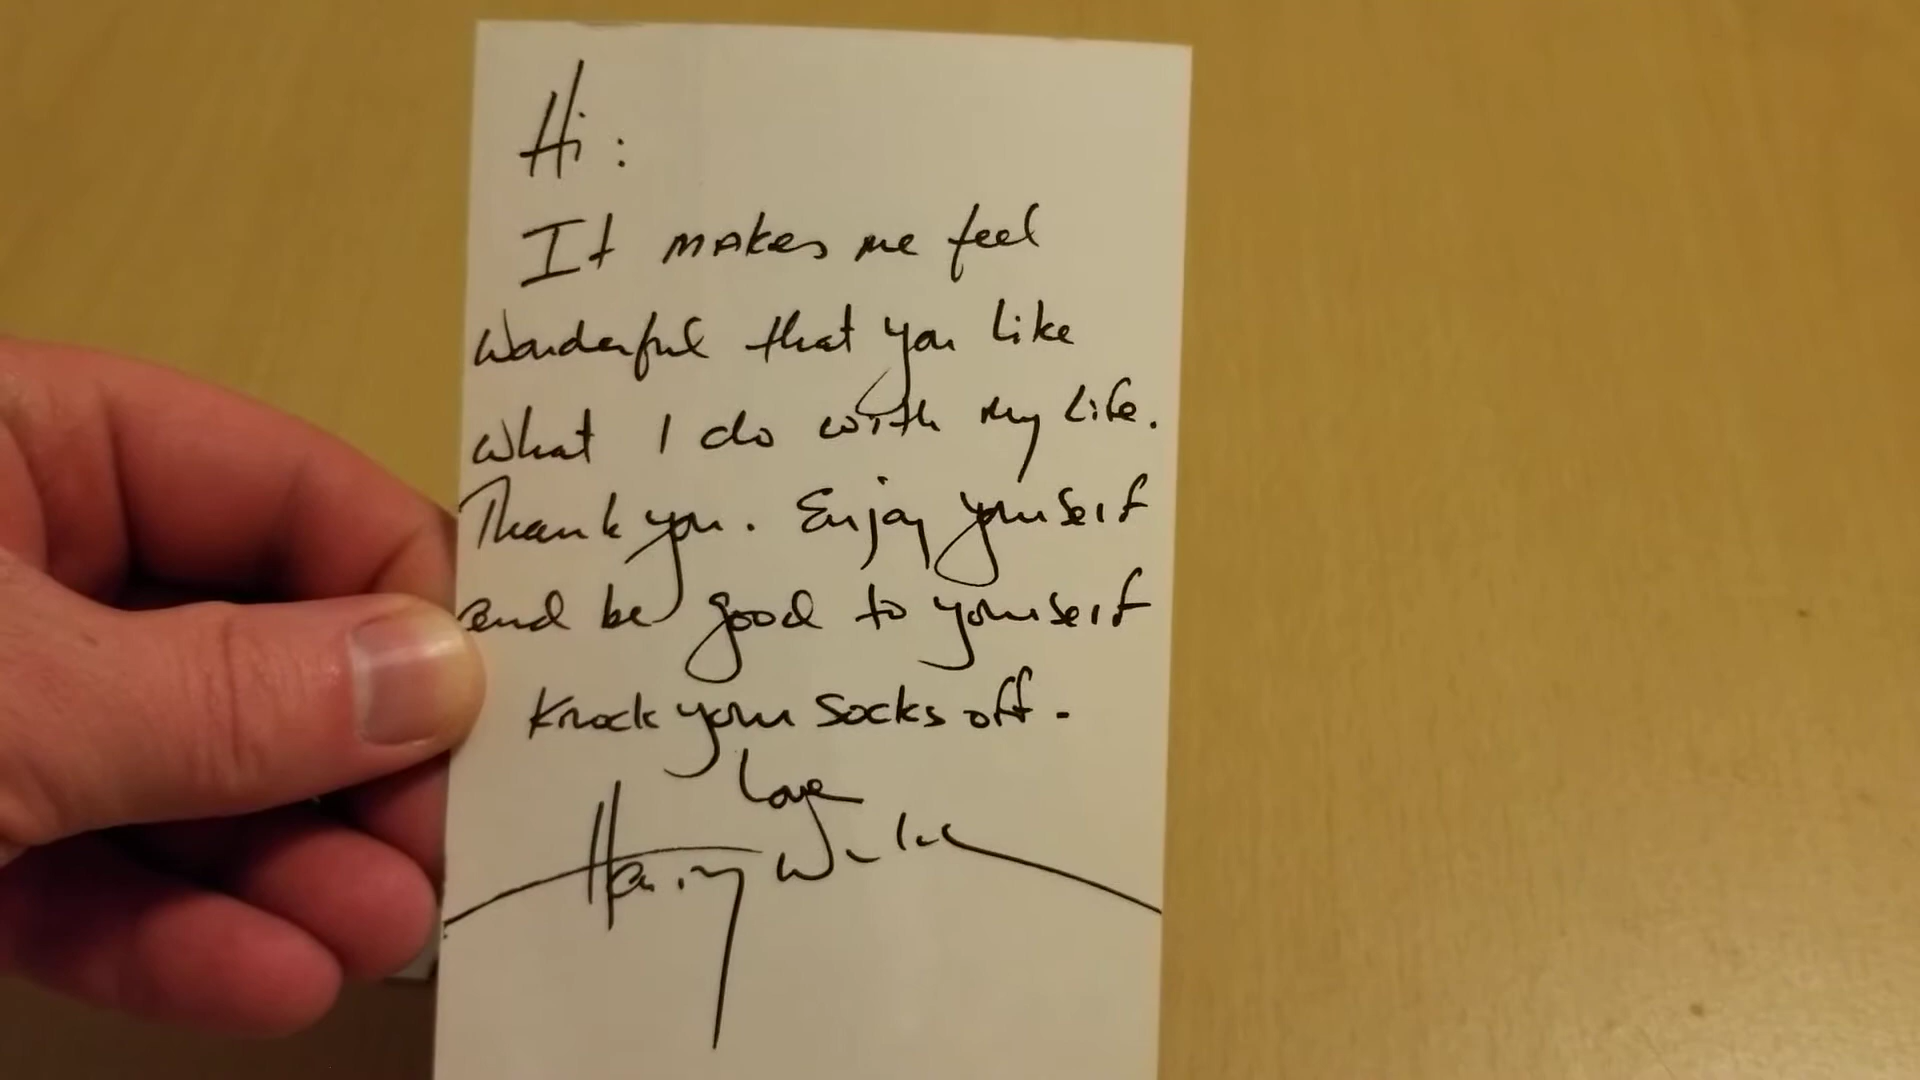 Hi:
It makes me feel
wonderful that you like
what I do with my life.
Thank you. Enjoy yourself
and be good to yourself
Knock your socks off.
Love